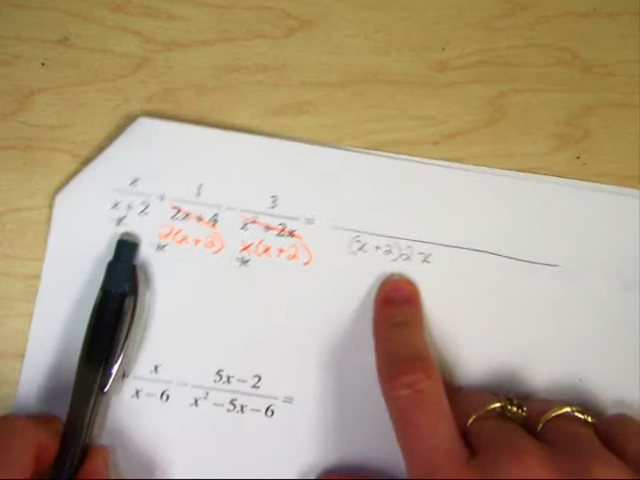 x/(x+2) + 1/(2x+4) - 3/(x²+2x) =
2(x+2) x(x+2) (x+2)2x
x/(x-6) - (5x-2)/(x²-5x-6) =